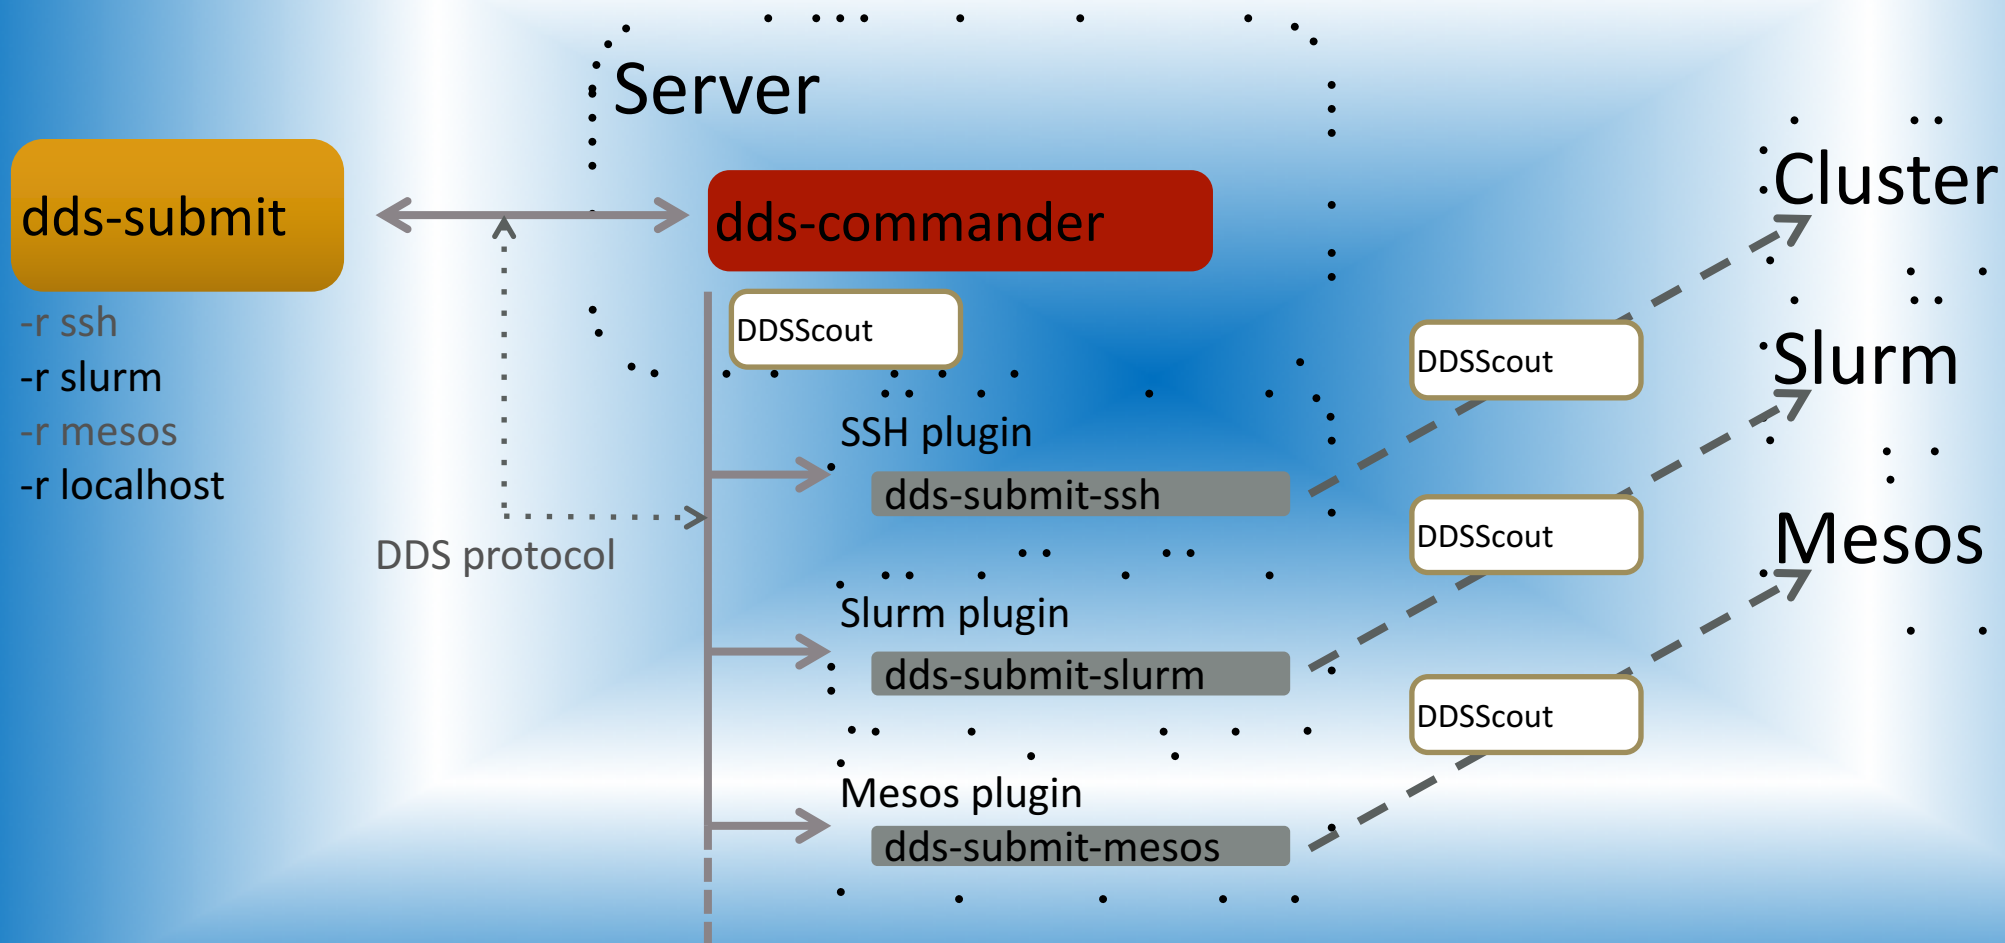 Server
Cluster
dds-submit
dds-commander
-r ssh
-r slurm
-r mesos
-r localhost
DDSScout
DDSScout
Slurm
SSH plugin
dds-submit-ssh
DDS protocol
DDSScout
Mesos
Slurm plugin
dds-submit-slurm
DDSScout
Mesos plugin
dds-submit-mesos